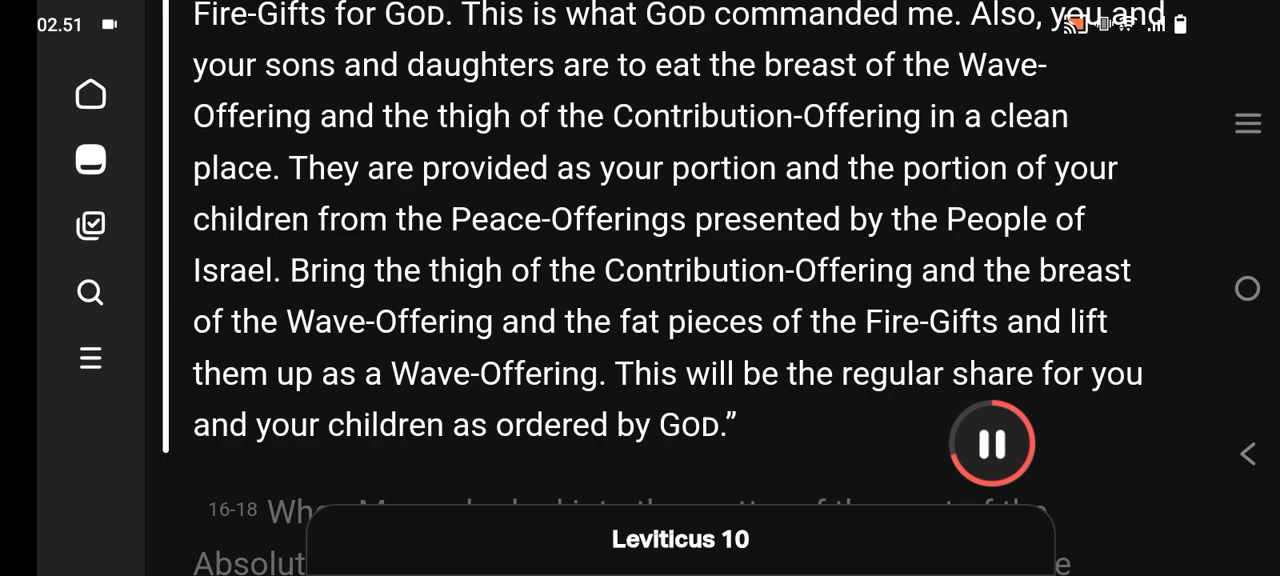 02.51
Fire-Gifts for GOD. This is what GOD commanded me. Also, you and
your sons and daughters are to eat the breast of the Wave-
Offering and the thigh of the Contribution-Offering in a clean
place. They are provided as your portion and the portion of your
children from the Peace-Offerings presented by the People of
Israel. Bring the thigh of the Contribution-Offering and the breast
of the Wave-Offering and the fat pieces of the Fire-Gifts and lift
them up as a Wave-Offering. This will be the regular share for you
and your children as ordered by GOD.”
16-18
Leviticus 10